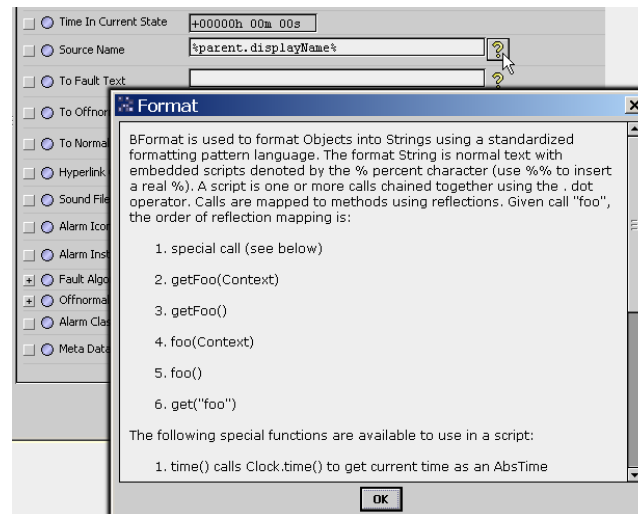 Time In Current State
+00000h 00m 00s
Source Name
%parent.displayName%
?
To Fault Text
?
Format
To Offnor
To Normal
Hyperlink
Sound File
Alarm Icon
Alarm Inst
Fault Algo
Offnormal
Alarm Clas
Meta Data
BFormat is used to format Objects into Strings using a standardized
formatting pattern language. The format String is normal text with
embedded scripts denoted by the % percent character (use %% to insert
a real %). A script is one or more calls chained together using the . dot
operator. Calls are mapped to methods using reflections. Given call "foo",
the order of reflection mapping is:
1. special call (see below)
2. getFoo(Context)
3. getFoo()
4. foo(Context)
5. foo()
6. get("foo")
The following special functions are available to use in a script:
1. time() calls Clock.time() to get current time as an AbsTime
OK